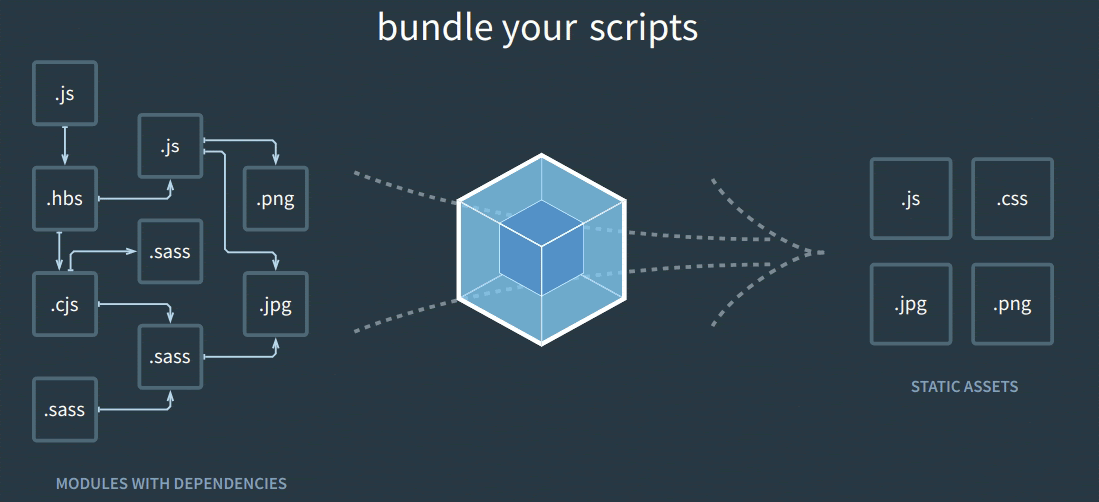 bundle your scripts
.js
.js
.hbs
.png
.sass
.cjs
.jpg
.sass
.sass
MODULES WITH DEPENDENCIES
.js
.css
.jpg
.png
STATIC ASSETS